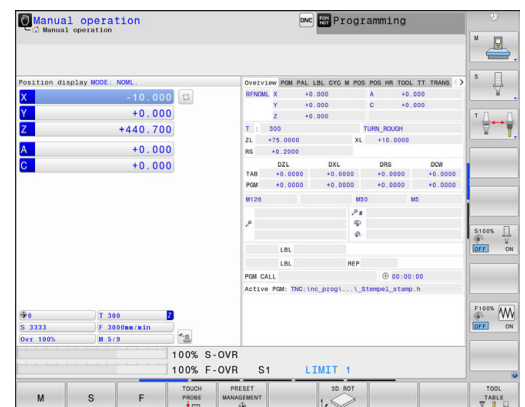 Manual operation
Manual operation
DNC
Programming
Position display MODE: NOML.
X -10.000
Y +0.000
Z +440.700
A +0.000
C +0.000
Overview PGM PAL LBL CYC M POS POS HR TOOL TT TRANS
RFNOML X +0.000 A +0.000
Y +0.000 C +0.000
Z +0.000
T : 300 TURN_ROUGH
ZL +75.0000 XL +10.0000
RS +0.2000
DZL DXL DRS DCW
TAB +0.0000 +0.0000 +0.0000 +0.0000
PGM +0.0000 +0.0000 +0.0000 +0.0000
M126 M50 M5
LBL
LBL REP
PGM CALL 00:00:00
Active PGM: TNC:\nc_prog\...\_Stempel_stamp.h
0 T 300 Z
S 3333 F 3000mm/min
Ovr 100% M 5/9
100% S-OVR
100% F-OVR S1 LIMIT 1
M
S
T
S100%
OFF ON
F100%
OFF ON
M S F TOUCH PROBE PRESET MANAGEMENT 3D ROT TOOL TABLE